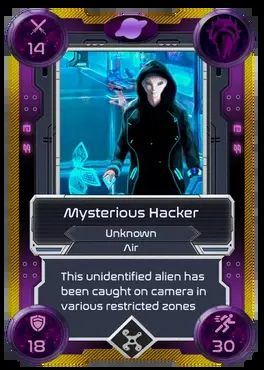 14
Mysterious Hacker
Unknown
Air
This unidentified alien has
been caught on camera in
various restricted zones
18
30